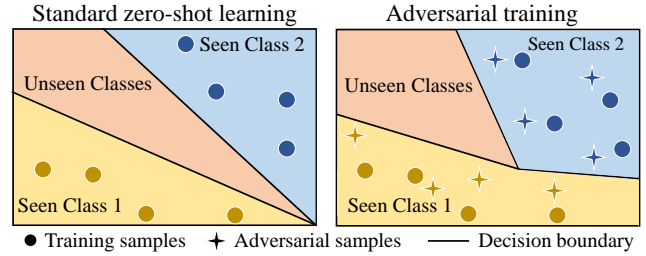 Standard zero-shot learning
Adversarial training
Seen Class 2
Unseen Classes
Seen Class 1
Seen Class 2
Unseen Classes
Seen Class 1
Training samples
Adversarial samples
Decision boundary